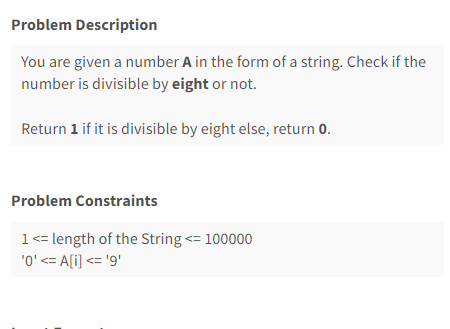 Problem Description
You are given a number A in the form of a string. Check if the
number is divisible by eight or not.
Return 1 if it is divisible by eight else, return 0.
Problem Constraints
1 <= length of the String <= 100000
'0' <= A[i] <= '9'